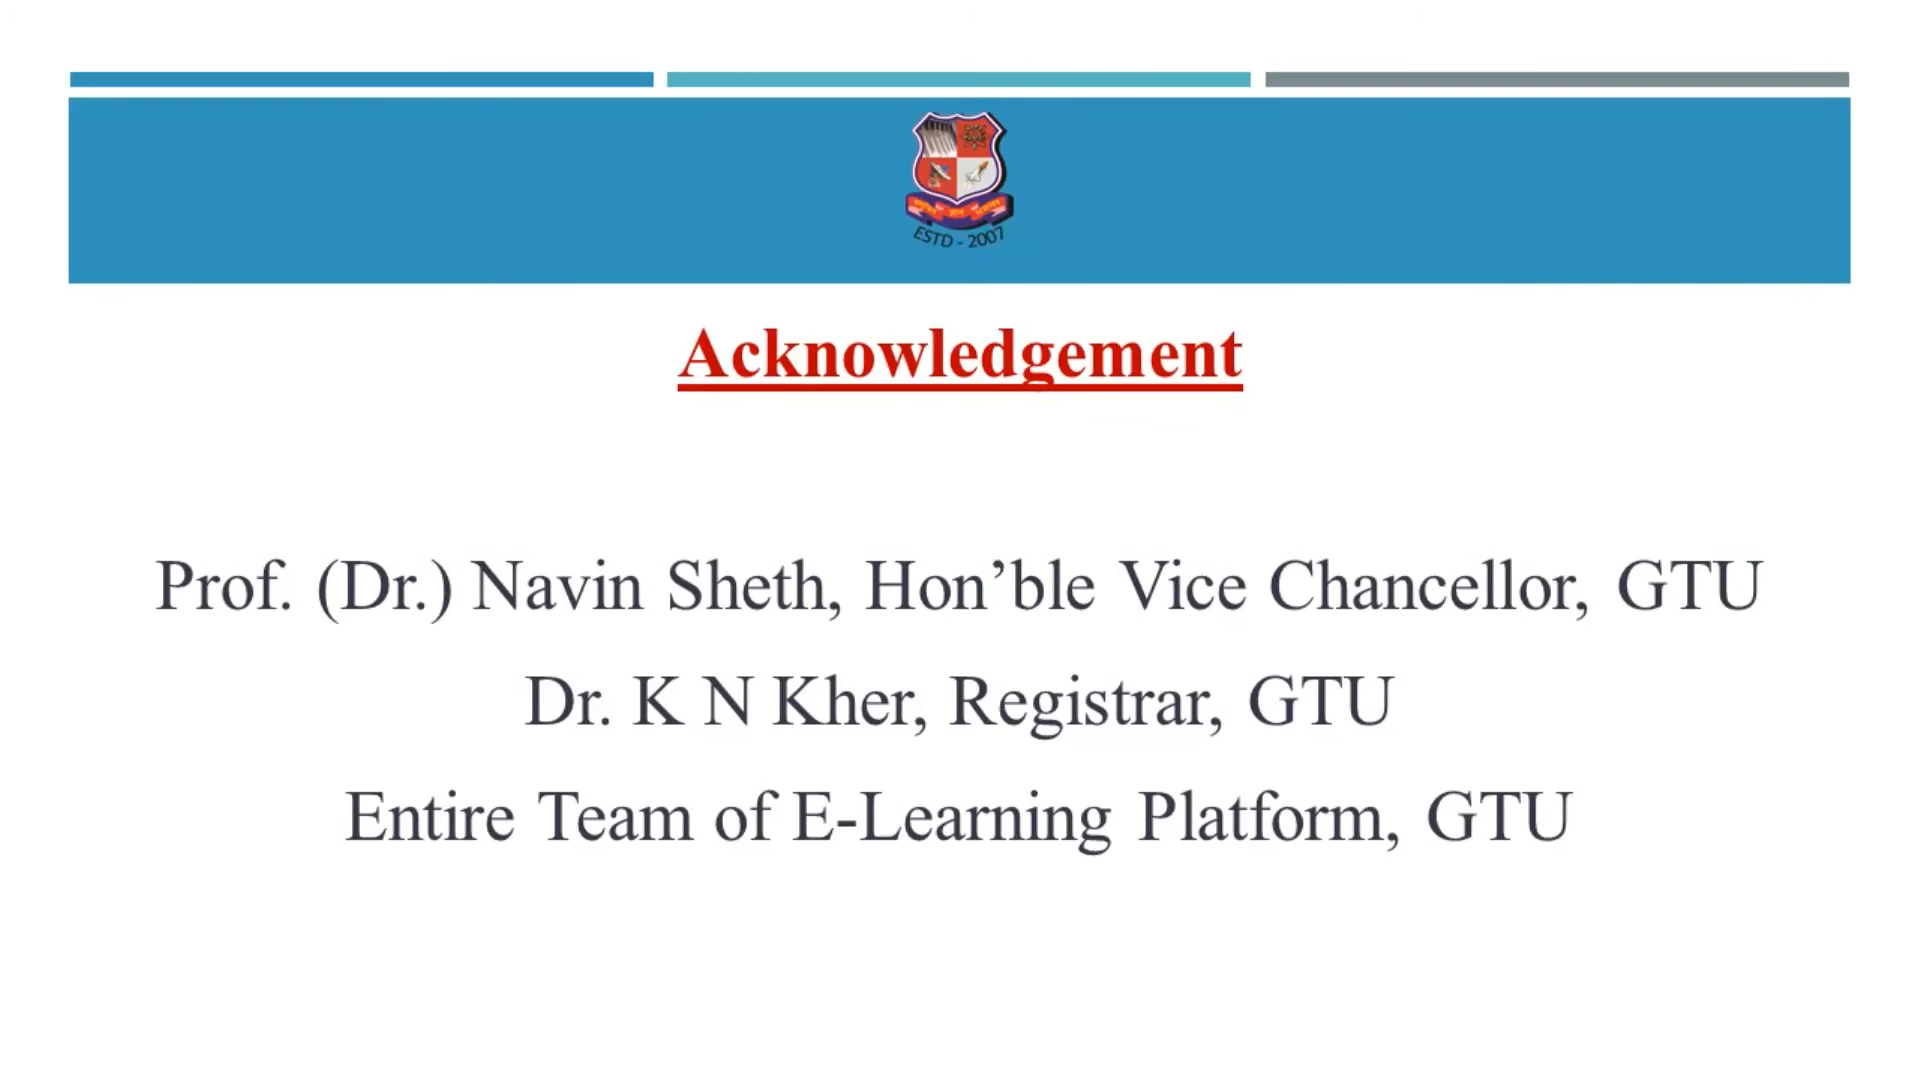 ESTD - 2007
Acknowledgement
Prof. (Dr.) Navin Sheth, Hon’ble Vice Chancellor, GTU
Dr. K N Kher, Registrar, GTU
Entire Team of E-Learning Platform, GTU